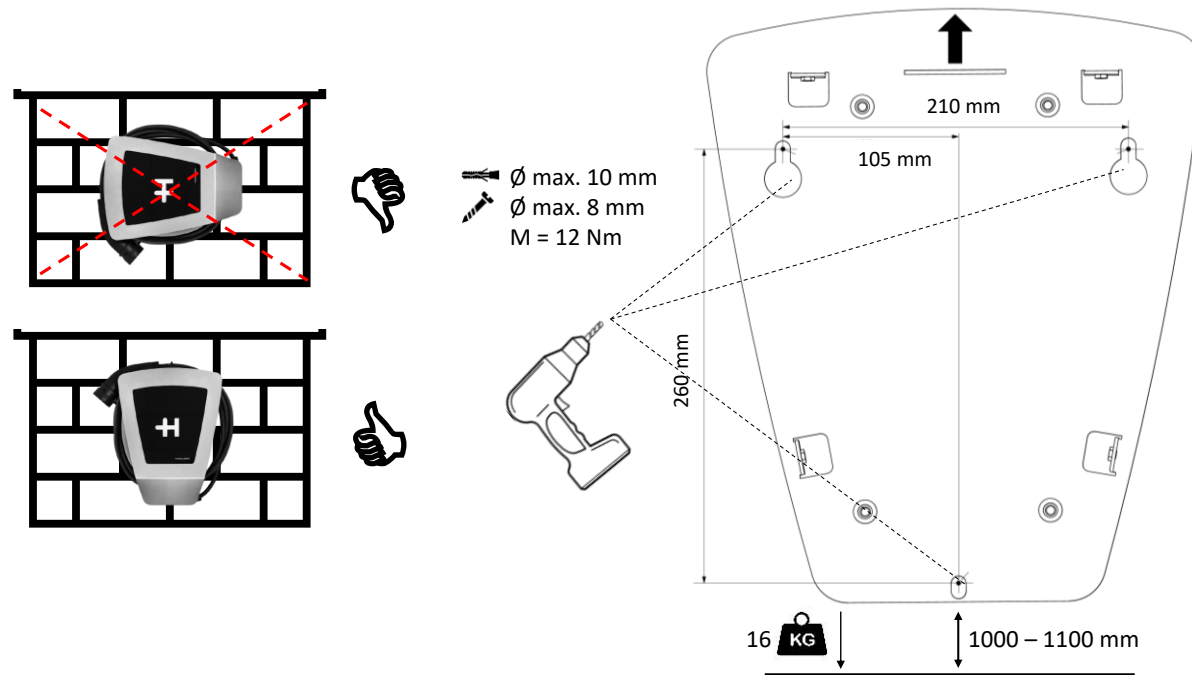 Ø max. 10 mm
Ø max. 8 mm
M = 12 Nm
210 mm
105 mm
260 mm
16 KG
1000 – 1100 mm